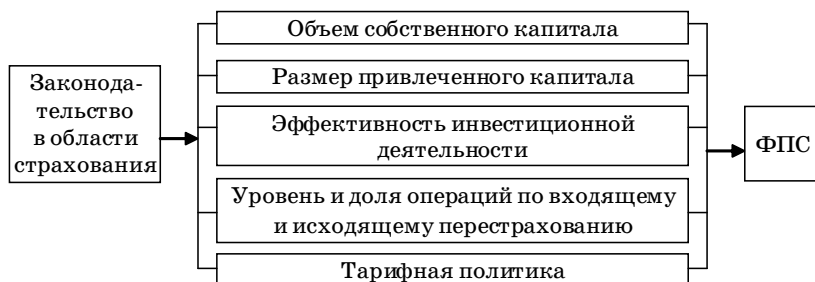 Законода-
тельство
в области
страхования
Объем собственного капитала
Размер привлеченного капитала
Эффективность инвестиционной
деятельности
Уровень и доля операций по входящему
и исходящему перестрахованию
Тарифная политика
ФПС